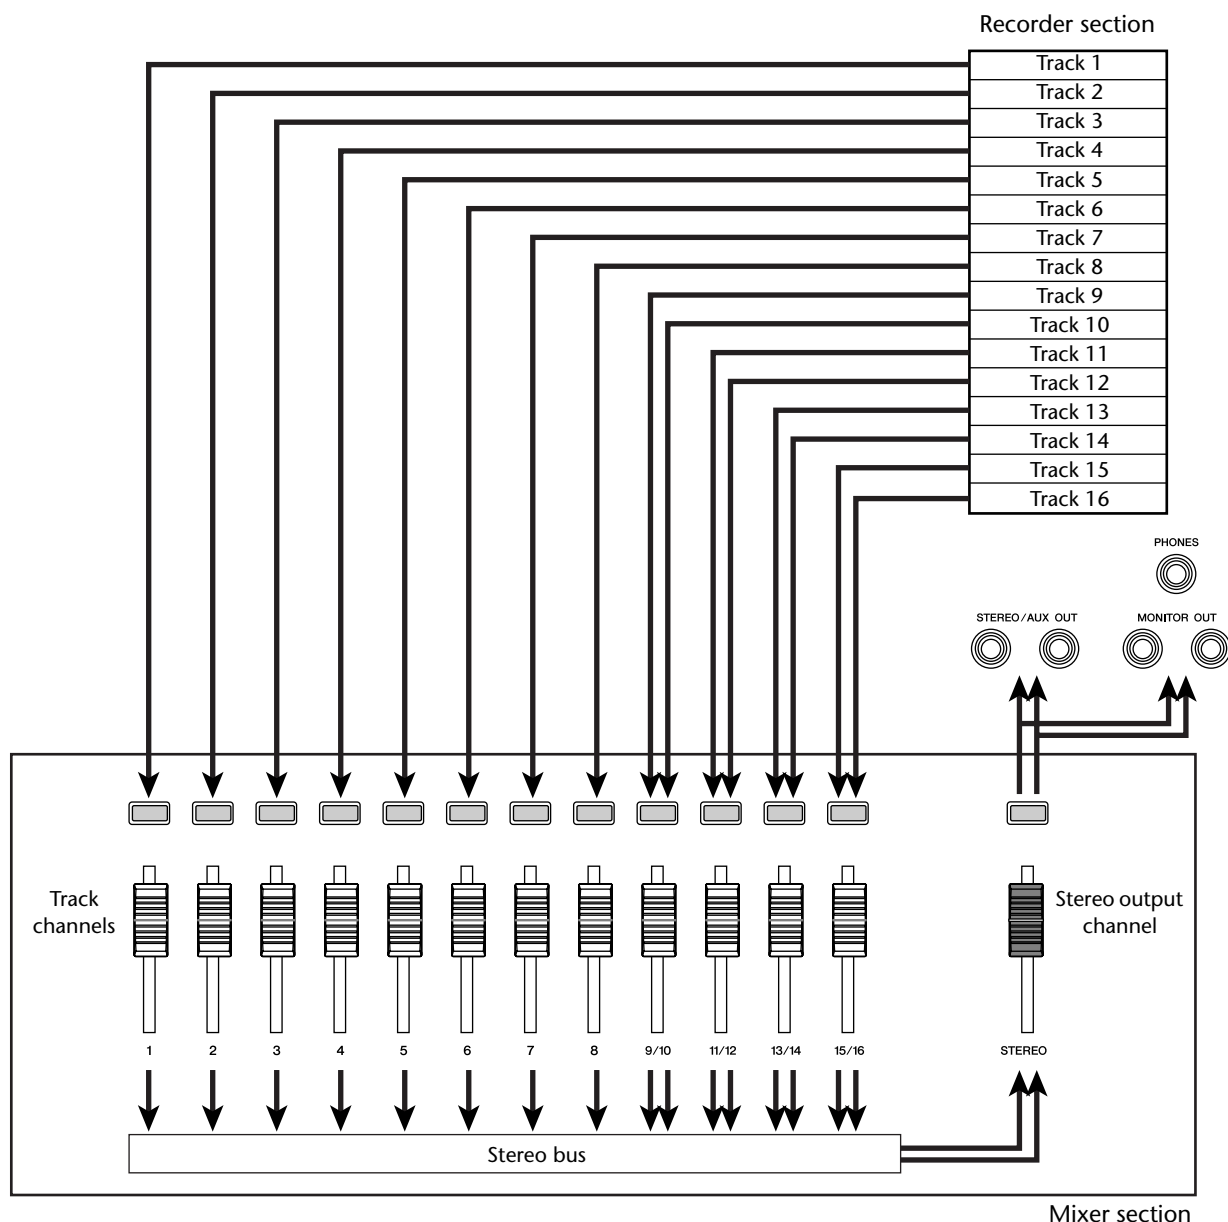 Recorder section
Track 1
Track 2
Track 3
Track 4
Track 5
Track 6
Track 7
Track 8
Track 9
Track 10
Track 11
Track 12
Track 13
Track 14
Track 15
Track 16
PHONES
STEREO/AUX OUT
MONITOR OUT
Track
channels
Stereo output
channel
1
2
3
4
5
6
7
8
9/10
11/12
13/14
15/16
STEREO
Stereo bus
Mixer section